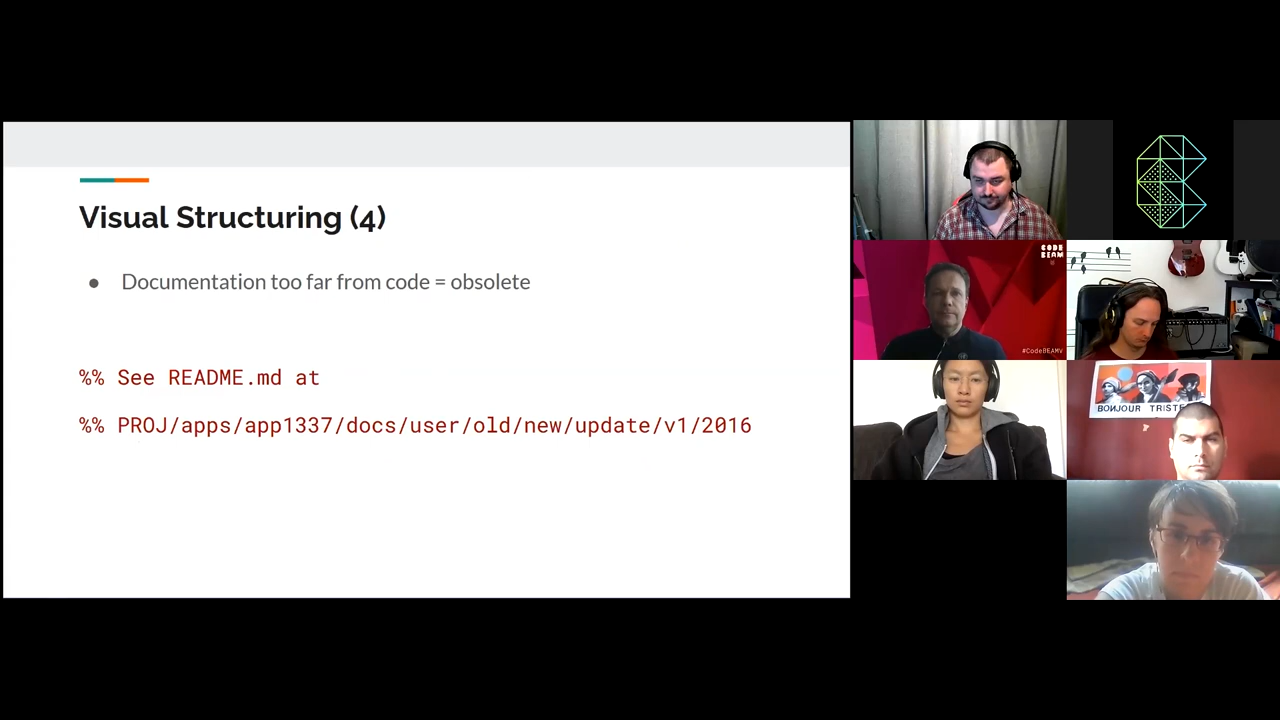 Visual Structuring (4)
● Documentation too far from code = obsolete
%% See README.md at
%% PROJ/apps/app1337/docs/user/old/new/update/v1/2016
CODE
BEAM
#CodeBEAMV
BONJOUR TRISTE